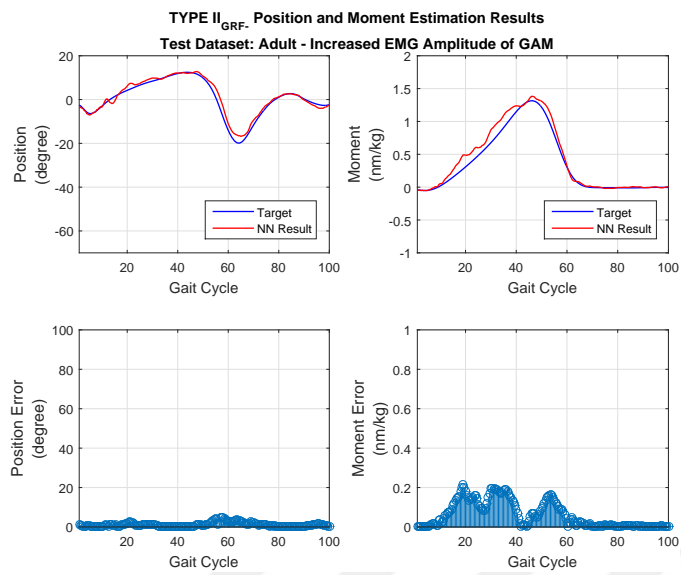 TYPE II_GRF- Position and Moment Estimation Results
Test Dataset: Adult - Increased EMG Amplitude of GAM
20
0
-20
-40
-60
Position
(degree)
Target
NN Result
20 40 60 80 100
Gait Cycle
2
1.5
1
0.5
0
-0.5
-1
Moment
(nm/kg)
Target
NN Result
20 40 60 80 100
Gait Cycle
100
80
60
40
20
0
Position Error
(degree)
20 40 60 80 100
Gait Cycle
1
0.8
0.6
0.4
0.2
0
Moment Error
(nm/kg)
20 40 60 80 100
Gait Cycle